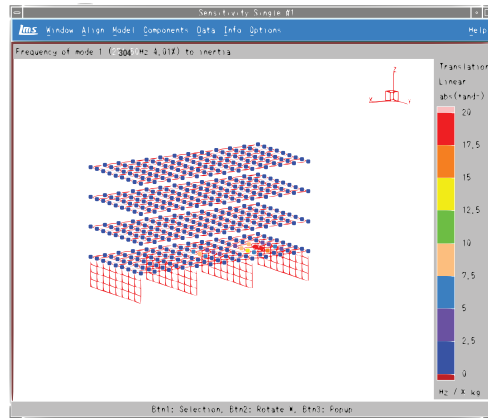 Sensitivity Single #1
lms Window Align Model Components Data Info Options Help
Frequency of mode 1 ( 304 Hz 4,01%) to inertia
Translation
Linear
abs(+and-)
20
17,5
15
12,5
10
7,5
5
2,5
0
Hz / % kg
Z
X
Btn1: Selection, Btn2: Rotate *, Btn3: Popup